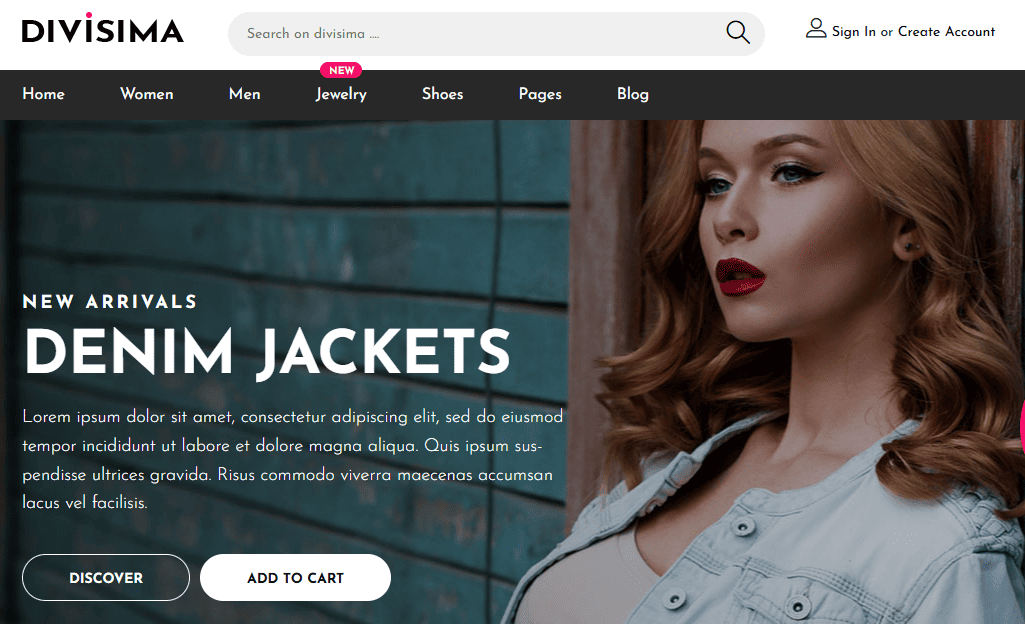 DIVISIMA
Search on divisima ....
Sign In or Create Account
NEW
Home Women Men Jewelry Shoes Pages Blog
NEW ARRIVALS
DENIM JACKETS
Lorem ipsum dolor sit amet, consectetur adipiscing elit, sed do eiusmod
tempor incididunt ut labore et dolore magna aliqua. Quis ipsum sus-
pendisse ultrices gravida. Risus commodo viverra maecenas accumsan
lacus vel facilisis.
DISCOVER
ADD TO CART